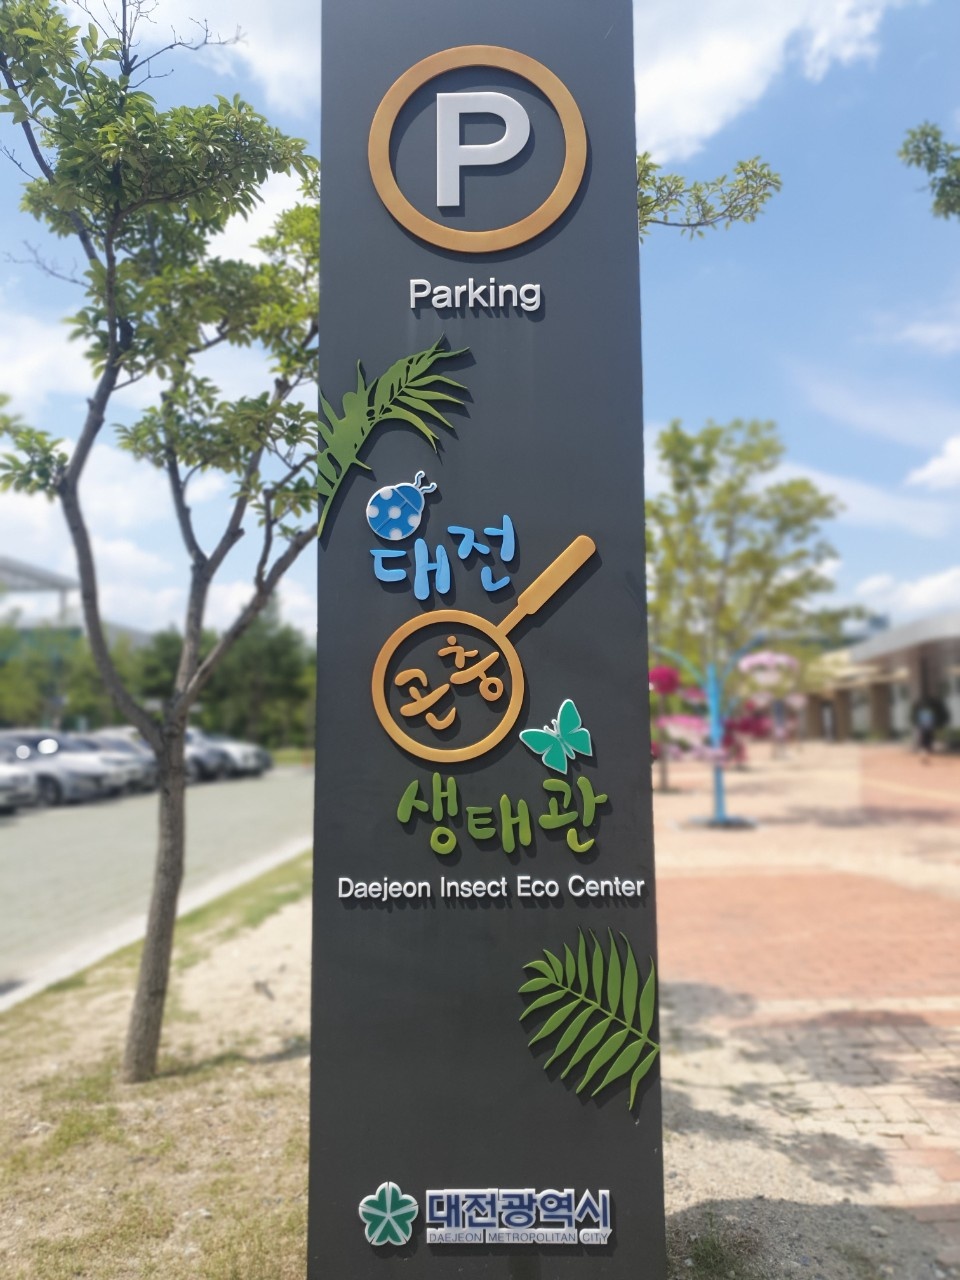 P
Parking
대전
곤충
생태관
Daejeon Insect Eco Center
대전광역시
DAEJEON METROPOLITAN CITY